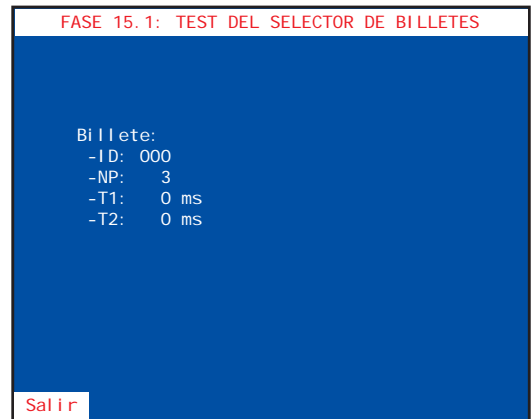 FASE 15.1: TEST DEL SELECTOR DE BILLETES
Billete:
-ID: 000
-NP: 3
-T1: 0 ms
-T2: 0 ms
Salir